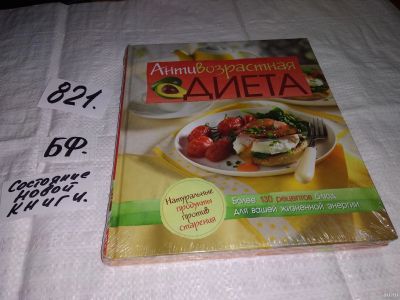 821.
БФ.
Состояние
новой
книги.
Антивозрастная
ДИЕТА
Натуральные
продукты
против
старения
Более 130 рецептов блюд
для вашей жизненной энергии